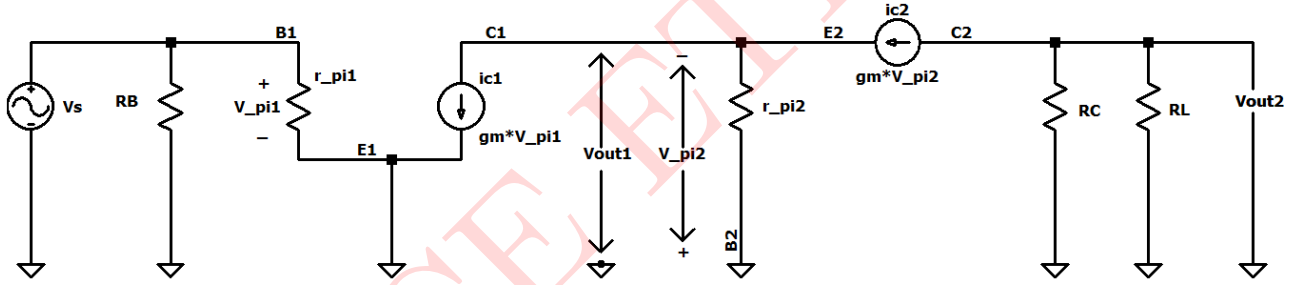 ic2
B1
C1
E2
C2
r_pi1
+
V_pi1
−
ic1
gm*V_pi1
+
−
Vs
RB
E1
Vout1
−
V_pi2
+
r_pi2
B2
gm*V_pi2
RC
RL
Vout2